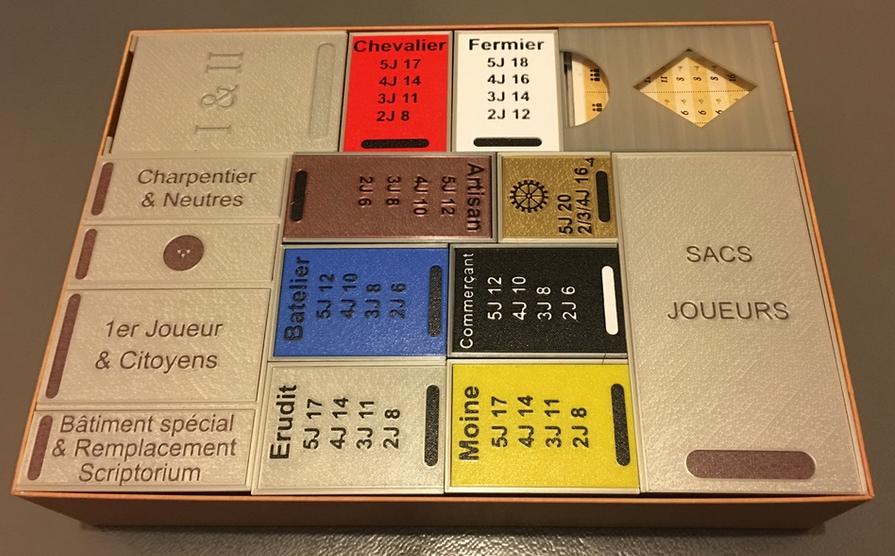 I & II
Chevalier
5J 17
4J 14
3J 11
2J 8
Fermier
5J 18
4J 16
3J 14
2J 12
Charpentier
& Neutres
Artisan
5J 12
4J 10
3J 8
2J 6
5J 20
2/3/4J 16
SACS
JOUEURS
Batelier
5J 12
4J 10
3J 8
2J 6
Commerçant
5J 12
4J 10
3J 8
2J 6
1er Joueur
& Citoyens
Erudit
5J 17
4J 14
3J 11
2J 8
Moine
5J 17
4J 14
3J 11
2J 8
Bâtiment spécial
& Remplacement
Scriptorium